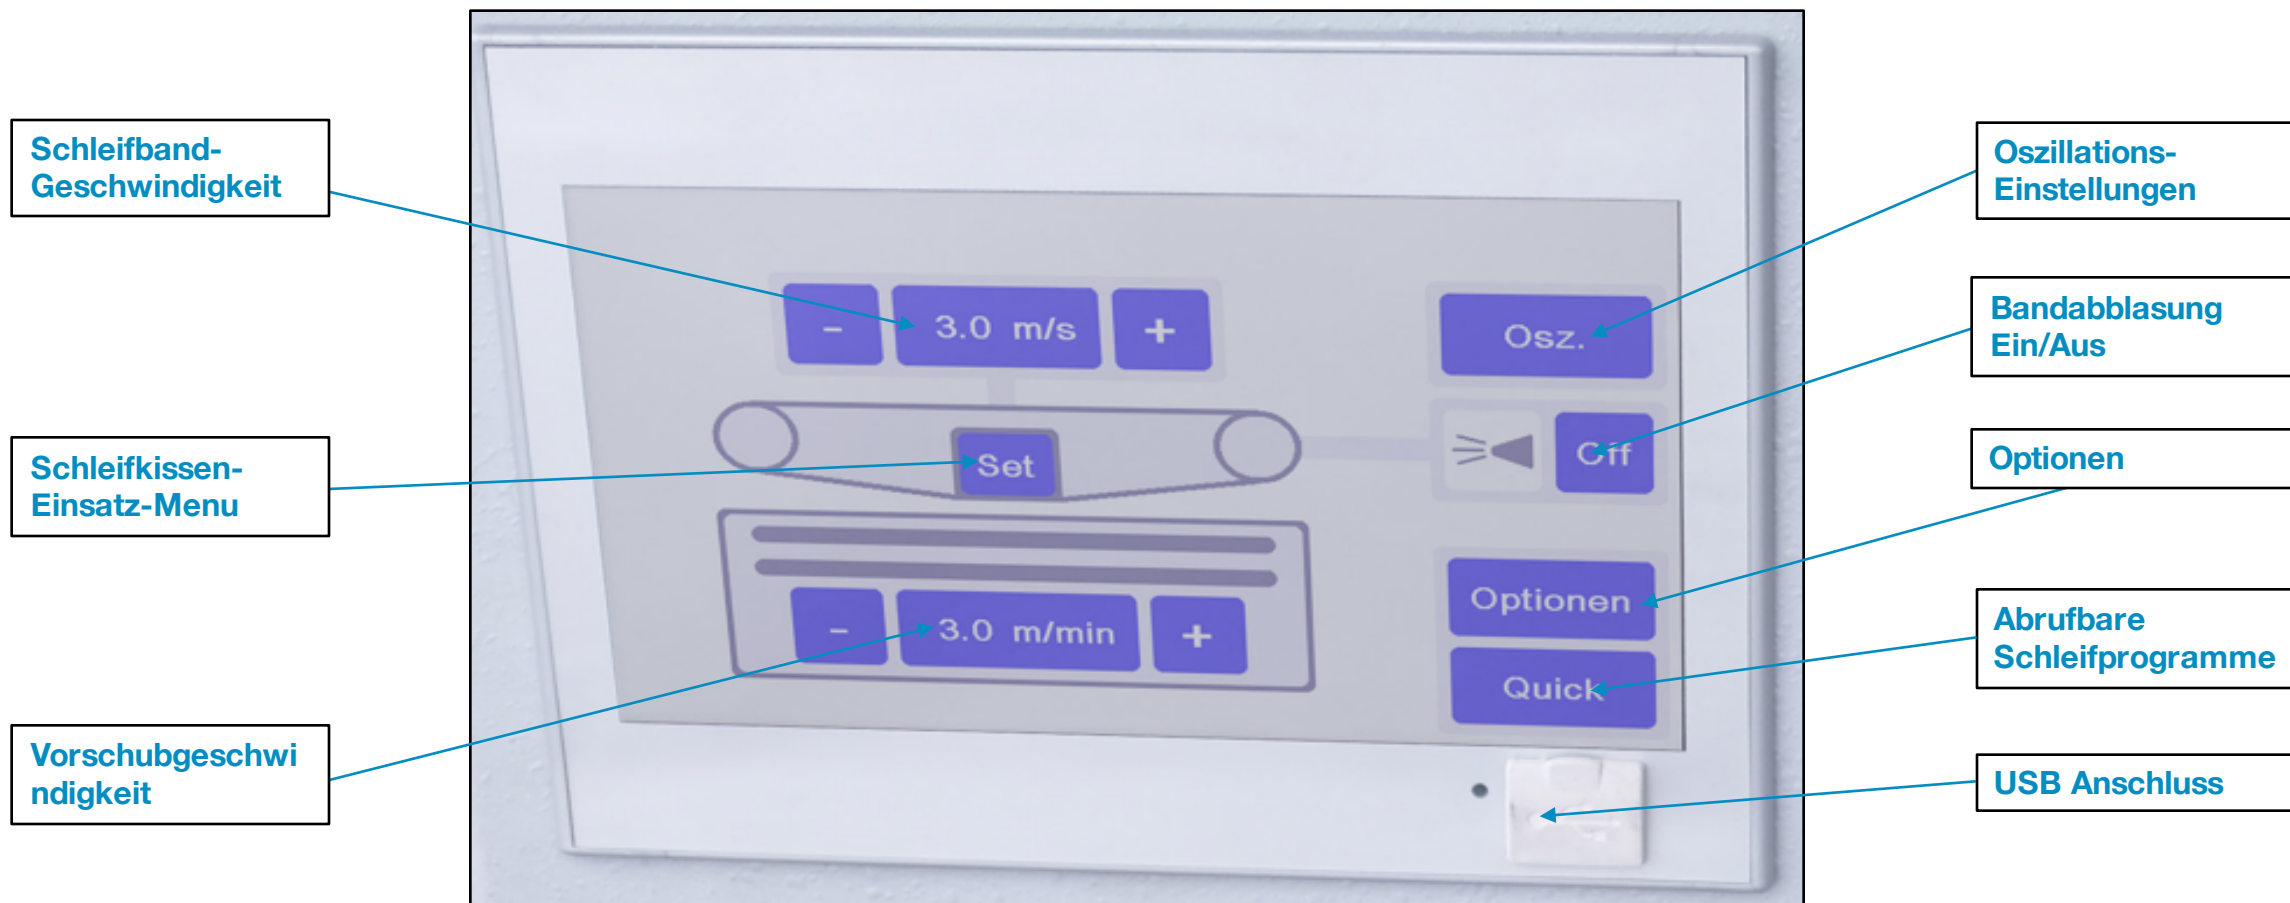 Schleifband-
Geschwindigkeit
Schleifkissen-
Einsatz-Menu
Vorschubgeschwi
ndigkeit
- 3.0 m/s +
Set
- 3.0 m/min +
Osz.
Off
Optionen
Quick
Oszillations-
Einstellungen
Bandabblasung
Ein/Aus
Optionen
Abrufbare
Schleifprogramme
USB Anschluss